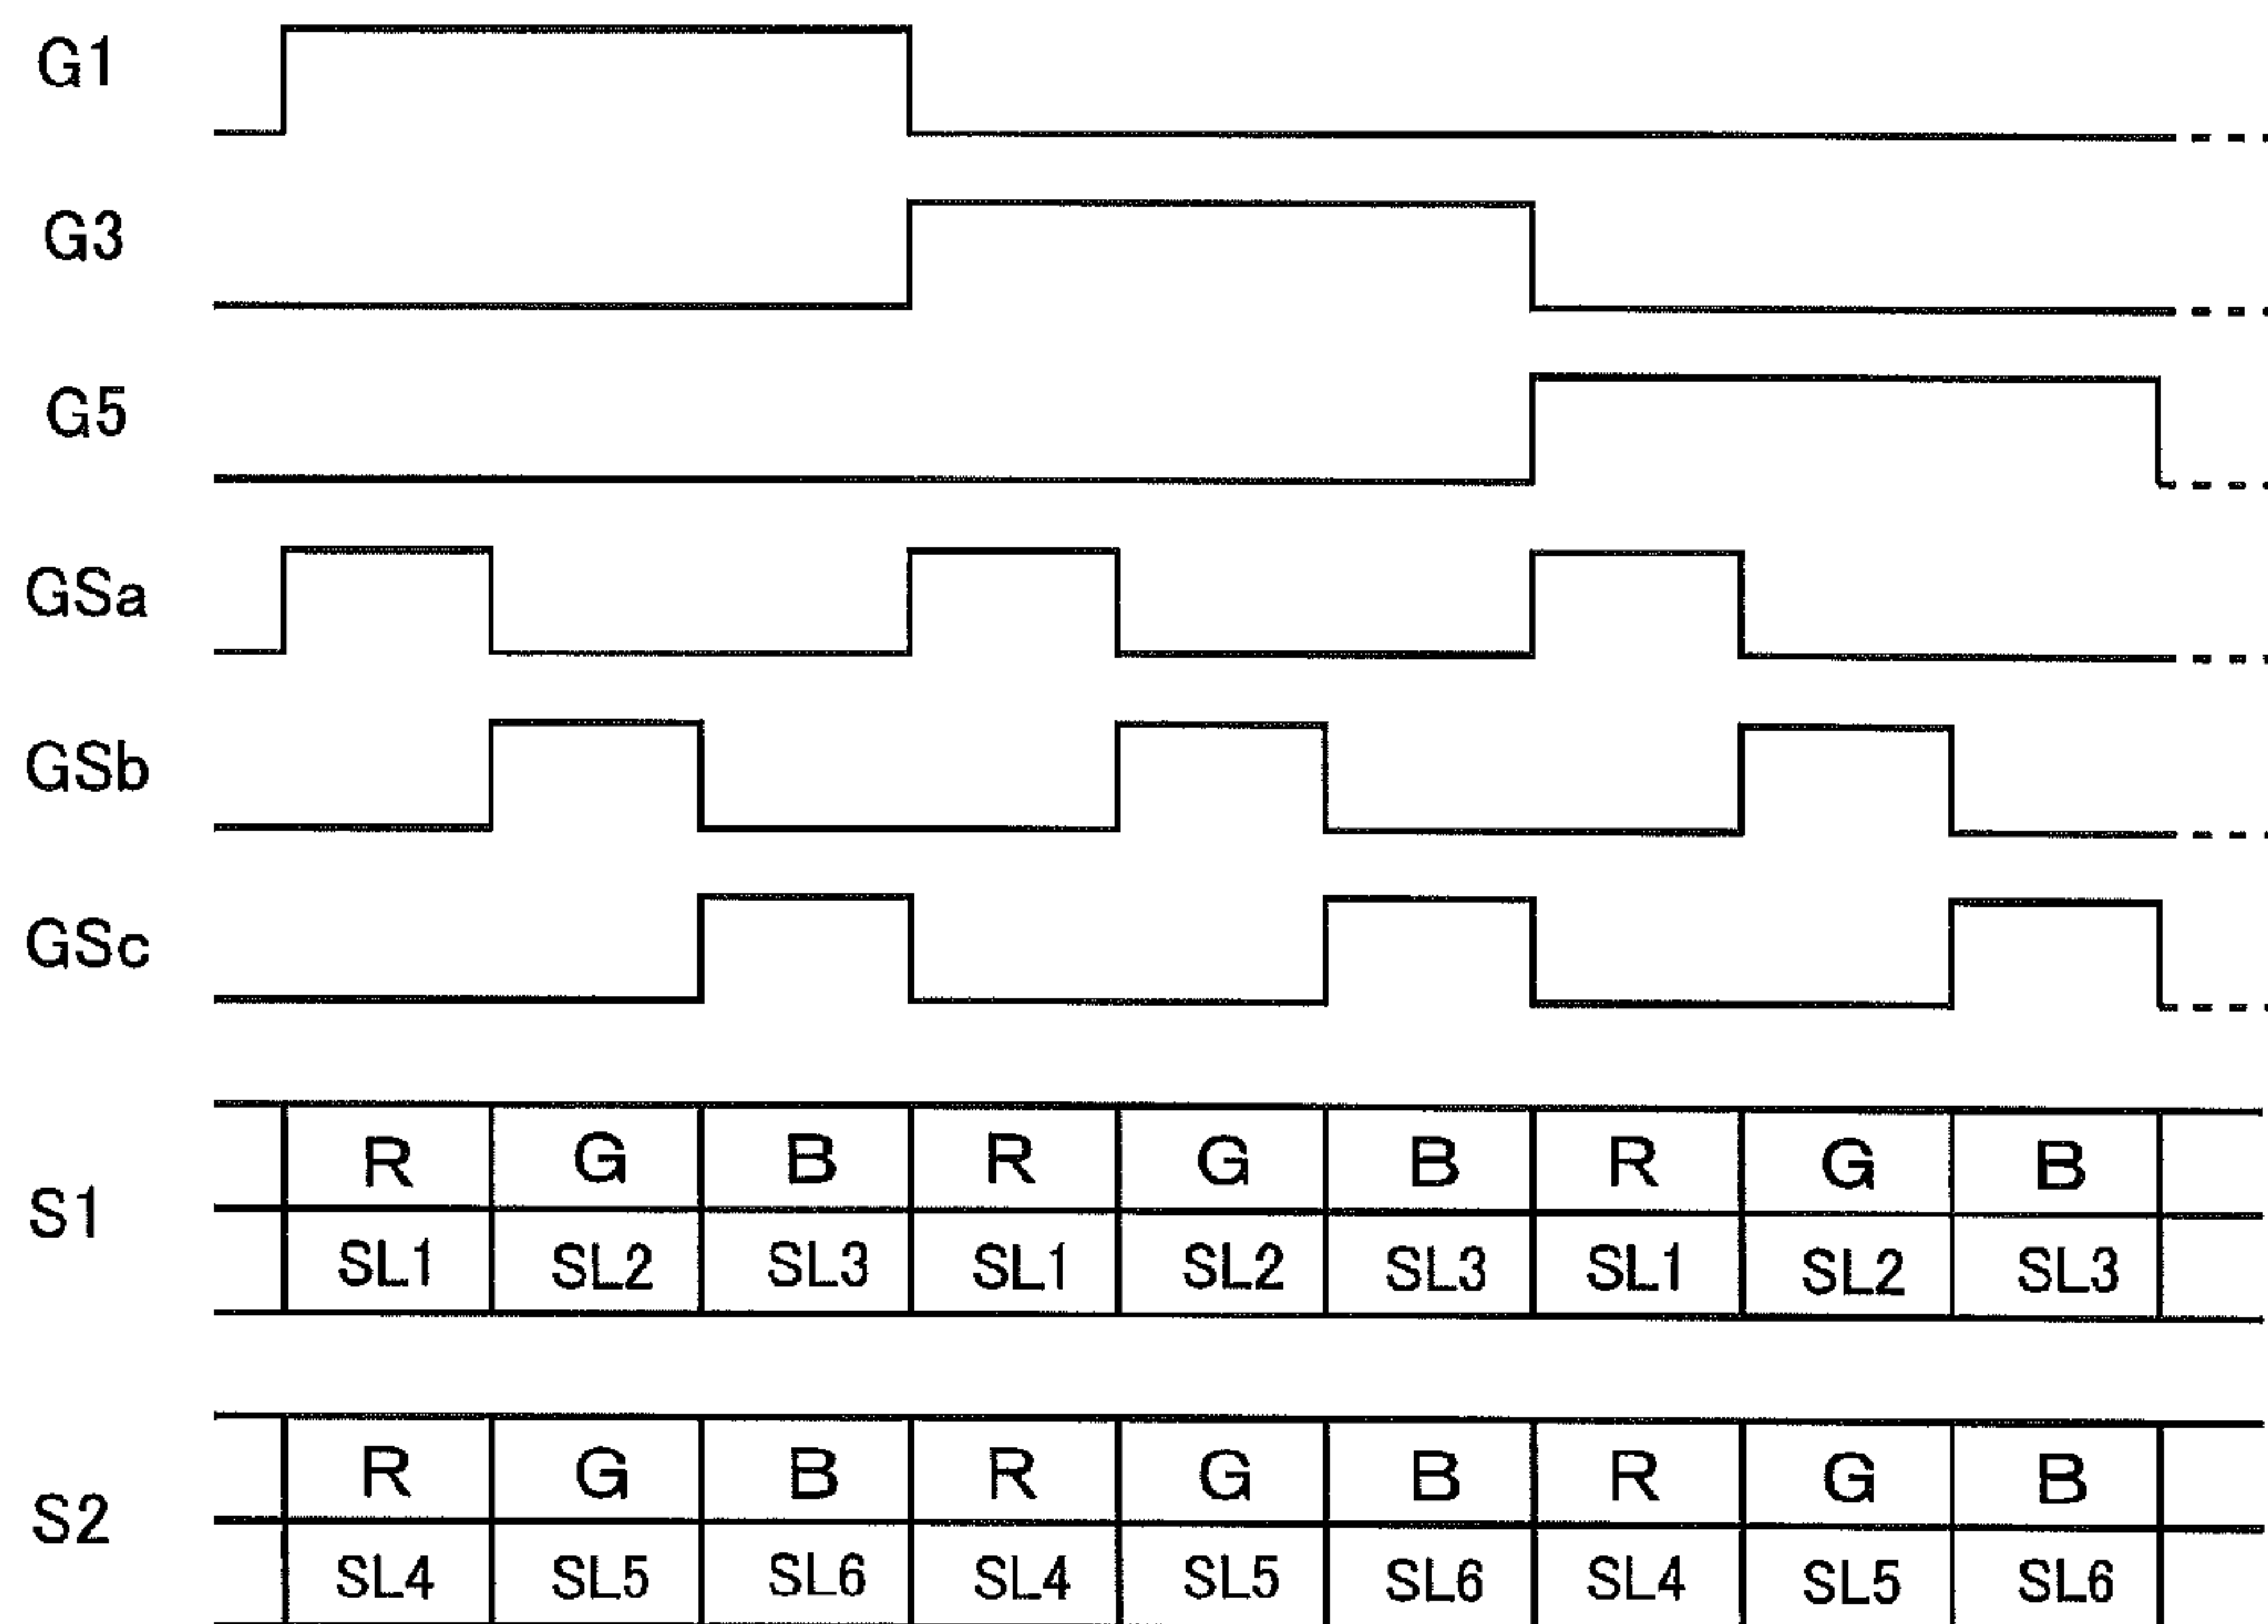 G1
G3
G5
GSa
GSb
GSc
S1
R G B R G B R G B
SL1 SL2 SL3 SL1 SL2 SL3 SL1 SL2 SL3
S2
R G B R G B R G B
SL4 SL5 SL6 SL4 SL5 SL6 SL4 SL5 SL6